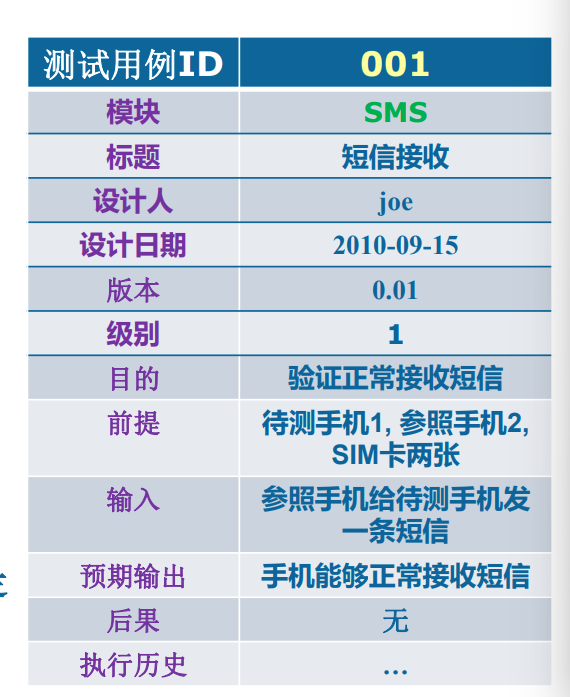 测试用例ID 001
模块 SMS
标题 短信接收
设计人 joe
设计日期 2010-09-15
版本 0.01
级别 1
目的 验证正常接收短信
前提 待测手机1, 参照手机2,
SIM卡两张
输入 参照手机给待测手机发
一条短信
预期输出 手机能够正常接收短信
后果 无
执行历史 …